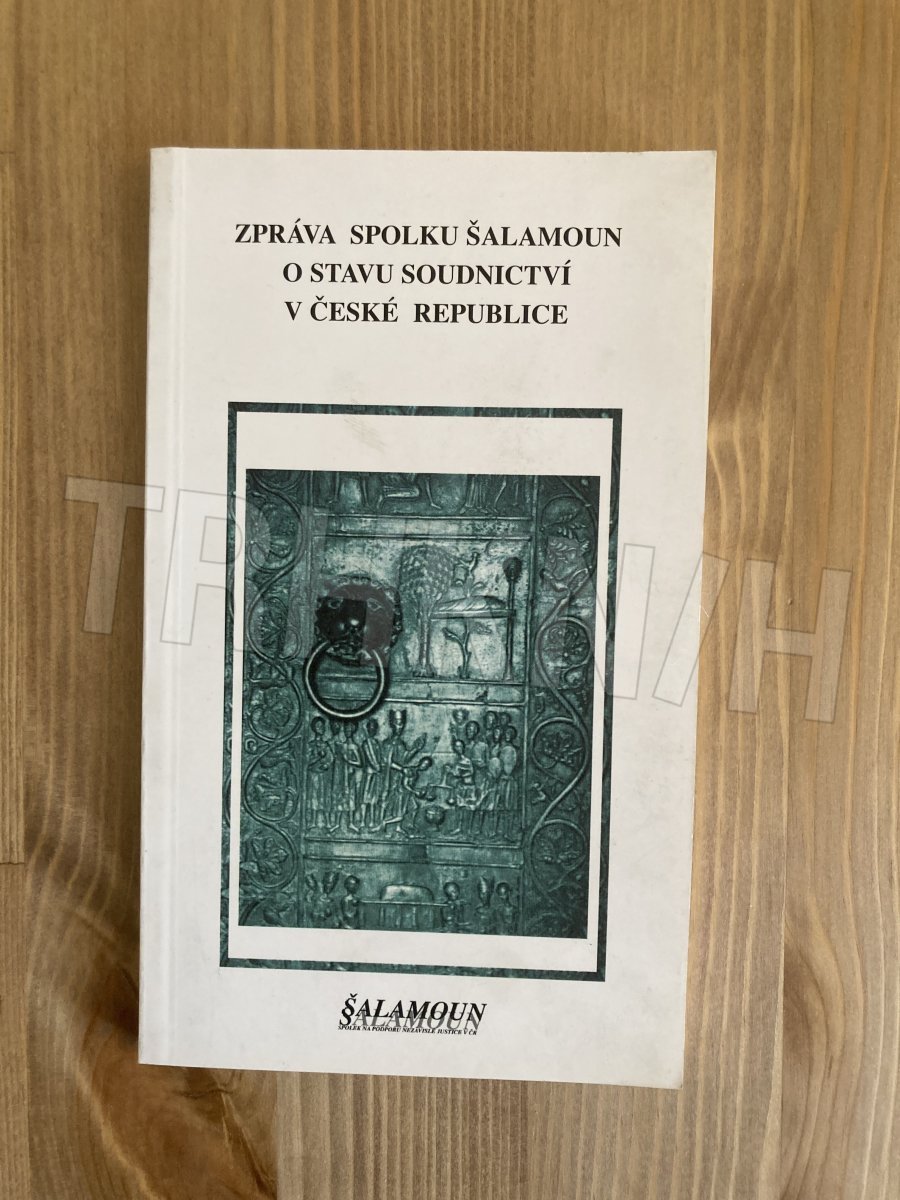 ZPRÁVA SPOLKU ŠALAMOUN
O STAVU SOUDNICTVÍ
V ČESKÉ REPUBLICE
ŠALAMOUN
SPOLEK NA PODPORU NEZÁVISLÉ JUSTICE V ČR